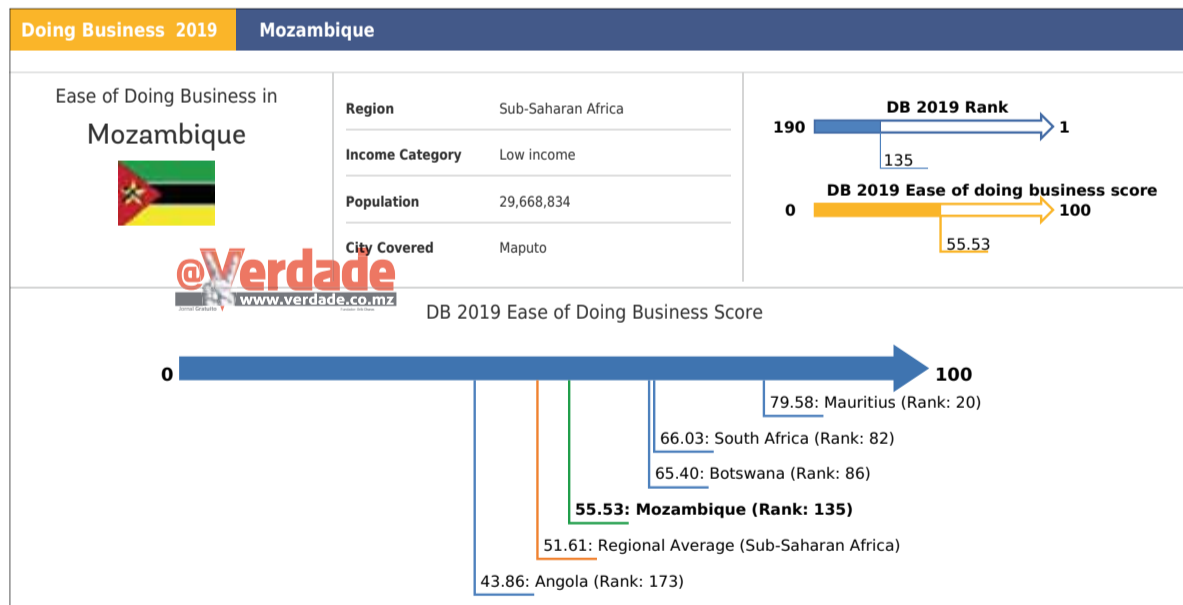 Doing Business 2019
Mozambique
Ease of Doing Business in
Mozambique
Region Sub-Saharan Africa
Income Category Low income
Population 29,668,834
City Covered Maputo
DB 2019 Rank
190 1
135
DB 2019 Ease of doing business score
0 100
55.53
@Verdade
www.verdade.co.mz
Jornal Gratuito
DB 2019 Ease of Doing Business Score
0 100
79.58: Mauritius (Rank: 20)
66.03: South Africa (Rank: 82)
65.40: Botswana (Rank: 86)
55.53: Mozambique (Rank: 135)
51.61: Regional Average (Sub-Saharan Africa)
43.86: Angola (Rank: 173)